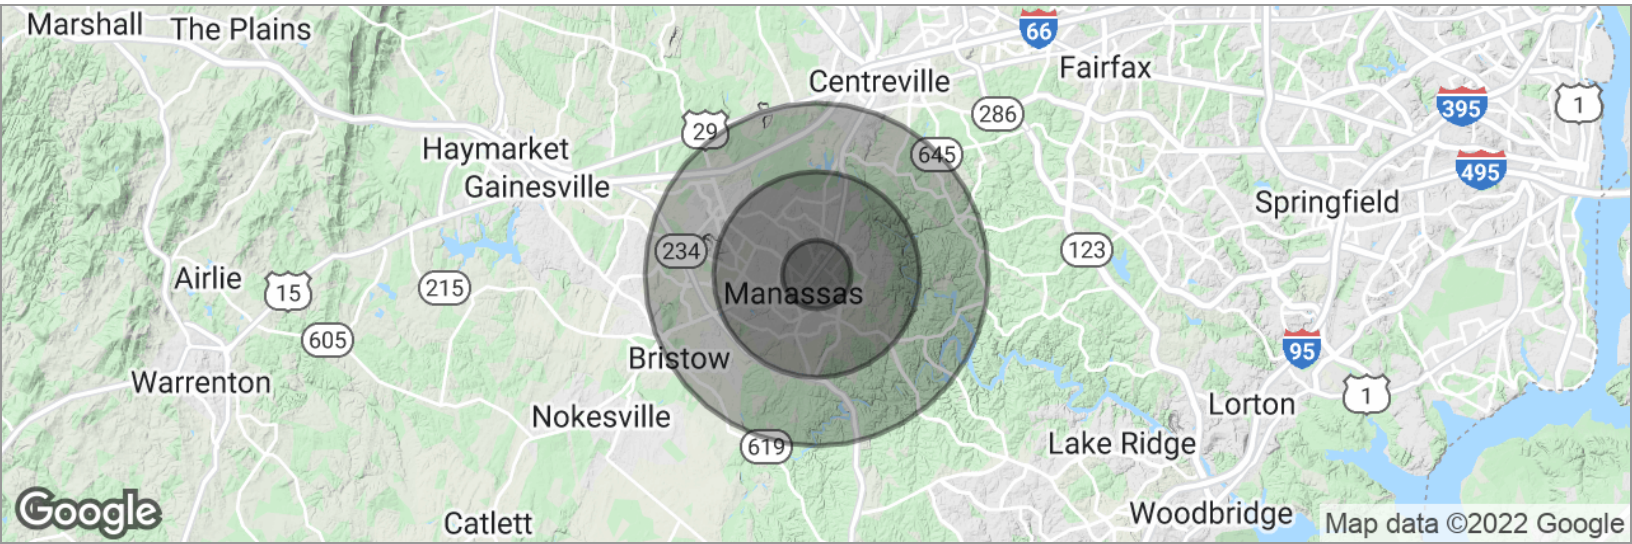 Marshall
The Plains
66
Fairfax
Centreville
395
1
286
29
645
Haymarket
495
Gainesville
Springfield
234
123
Airlie
15
215
Manassas
605
95
Bristow
Warrenton
1
Lorton
Nokesville
619
Lake Ridge
Google
Catlett
Woodbridge
Map data ©2022 Google